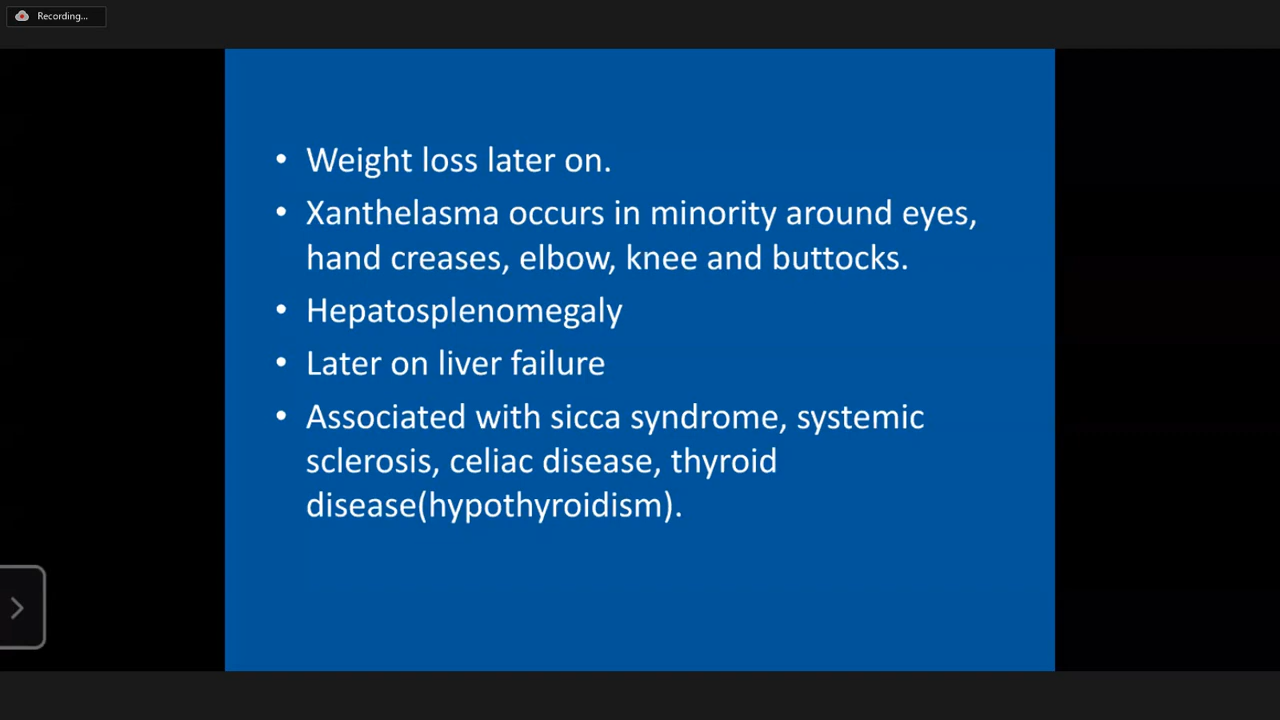 Recording...
• Weight loss later on.
• Xanthelasma occurs in minority around eyes,
hand creases, elbow, knee and buttocks.
• Hepatosplenomegaly
• Later on liver failure
• Associated with sicca syndrome, systemic
sclerosis, celiac disease, thyroid
disease(hypothyroidism).